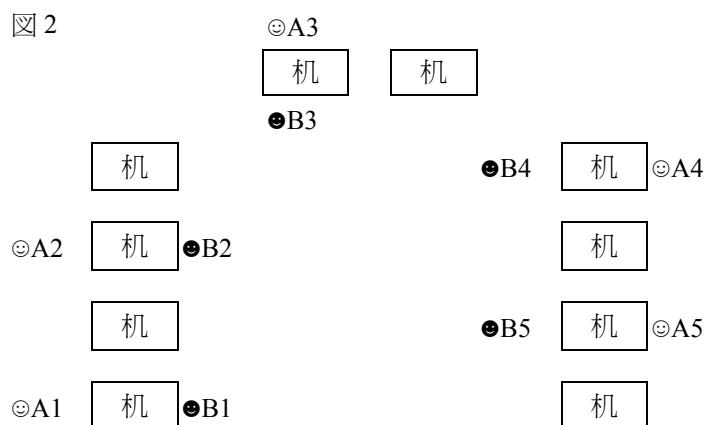 図 2
☺A3
机 机
☻B3
机 ☻B4 机 ☺A4
☺A2 机 ☻B2 机
机 ☻B5 机 ☺A5
☺A1 机 ☻B1 机